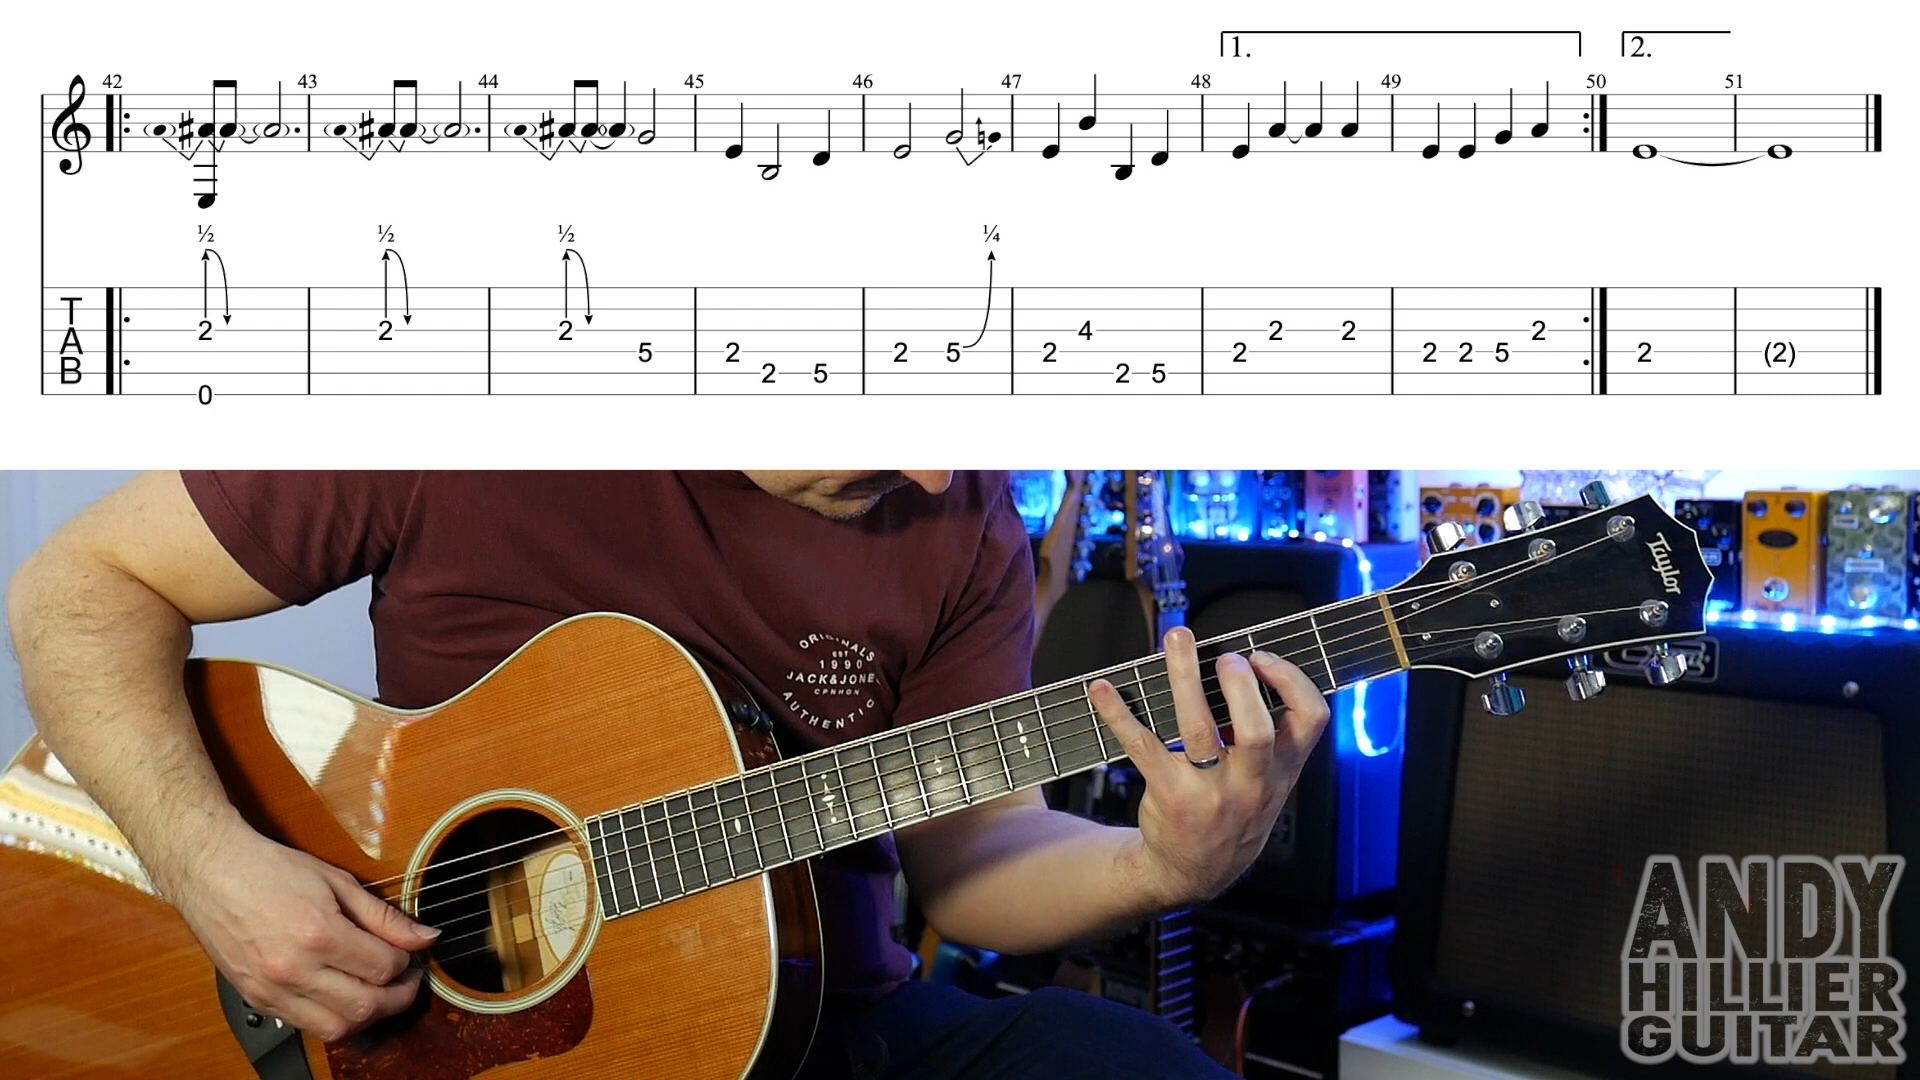 1. 2.
42 43 44 45 46 47 48 49 50 51
½ ½ ½ ¼
T
A
B
2 2 2 4 2 2 2
5 2 2 5 2 2 2 2 5 2 (2)
2 5 2 5
0
Taylor
ORIGINALS
EST
1990
JACK&JONES
CPNHGN
AUTHENTIC
ANDY
HILLIER
GUITAR